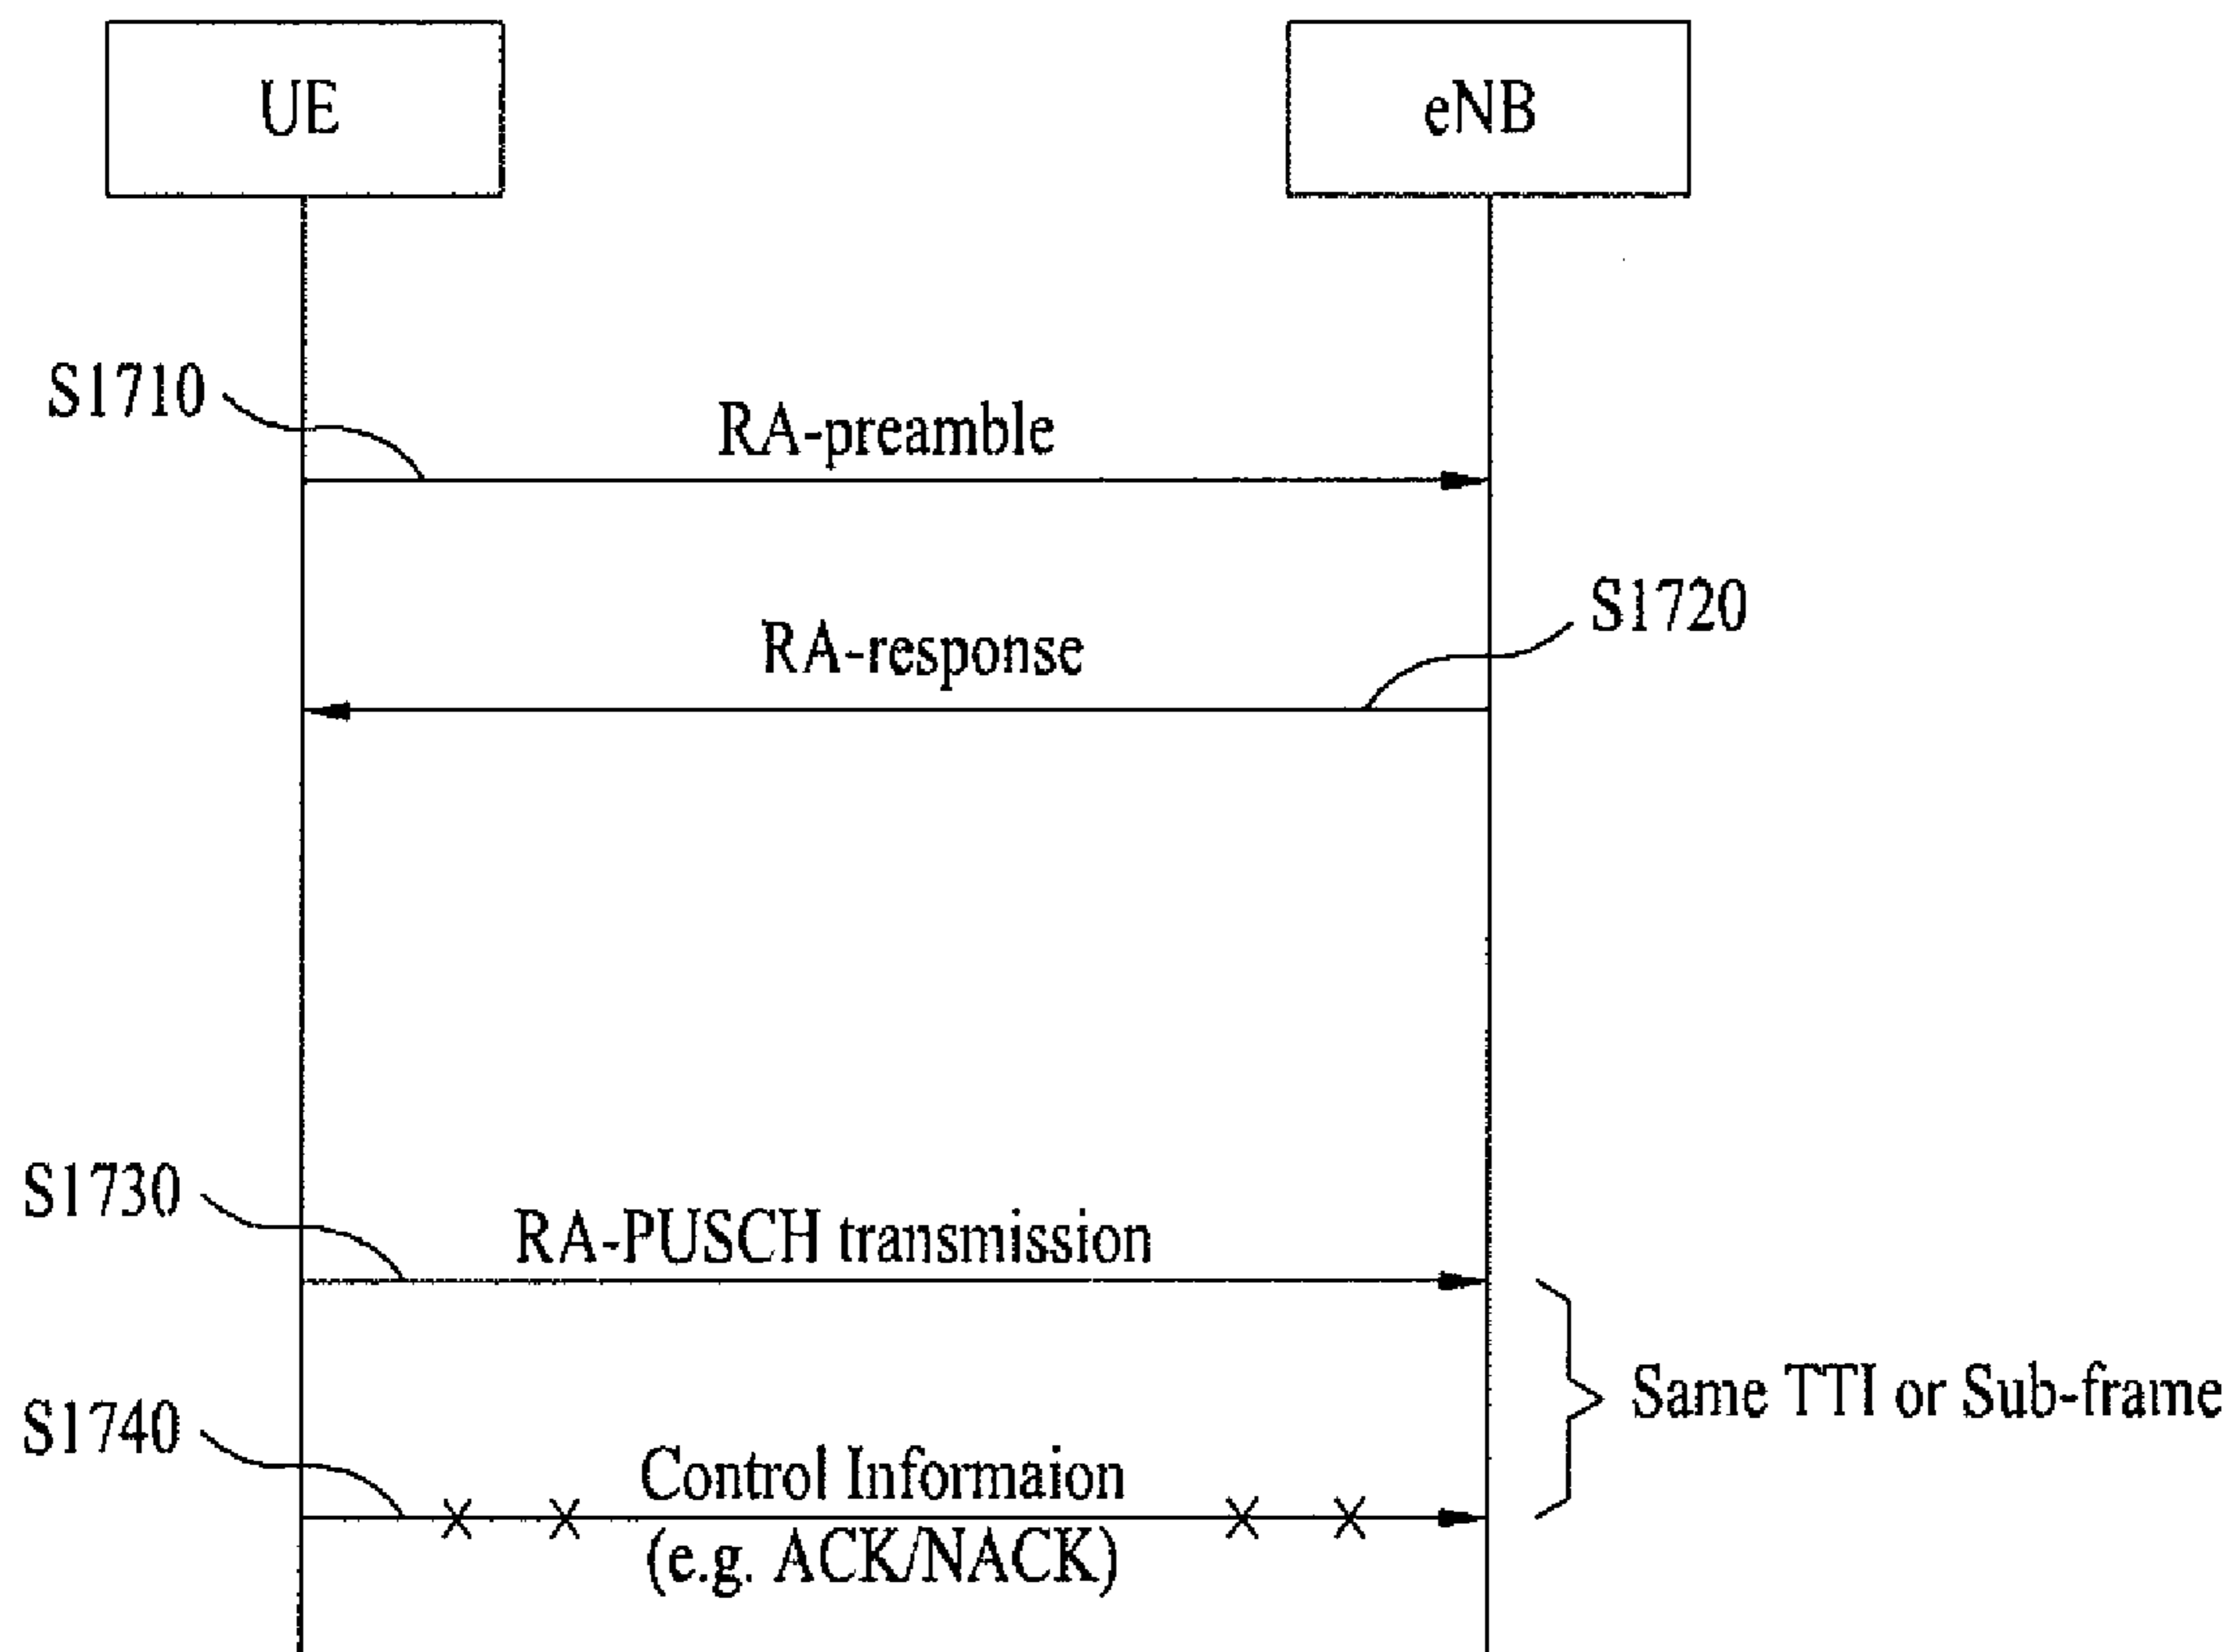 UE
eNB
S1710
RA-preamble
S1720
RA-response
S1730
RA-PUSCH transmission
Same TTI or Sub-frame
S1740
Control Informaion
(e.g. ACK/NACK)